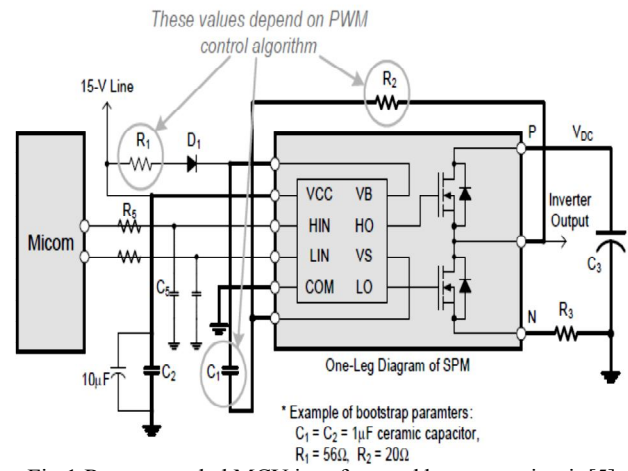 These values depend on PWM
control algorithm
R2
15-V Line
R1
D1
P
VDC
R5
VCC VB
Inverter
Output
HIN HO
Micom
LIN VS
C5
COM LO
C3
N
R3
10μF
C2
C1
One-Leg Diagram of SPM
* Example of bootstrap paramters:
C1 = C2 = 1μF ceramic capacitor,
R1 = 56Ω, R2 = 20Ω